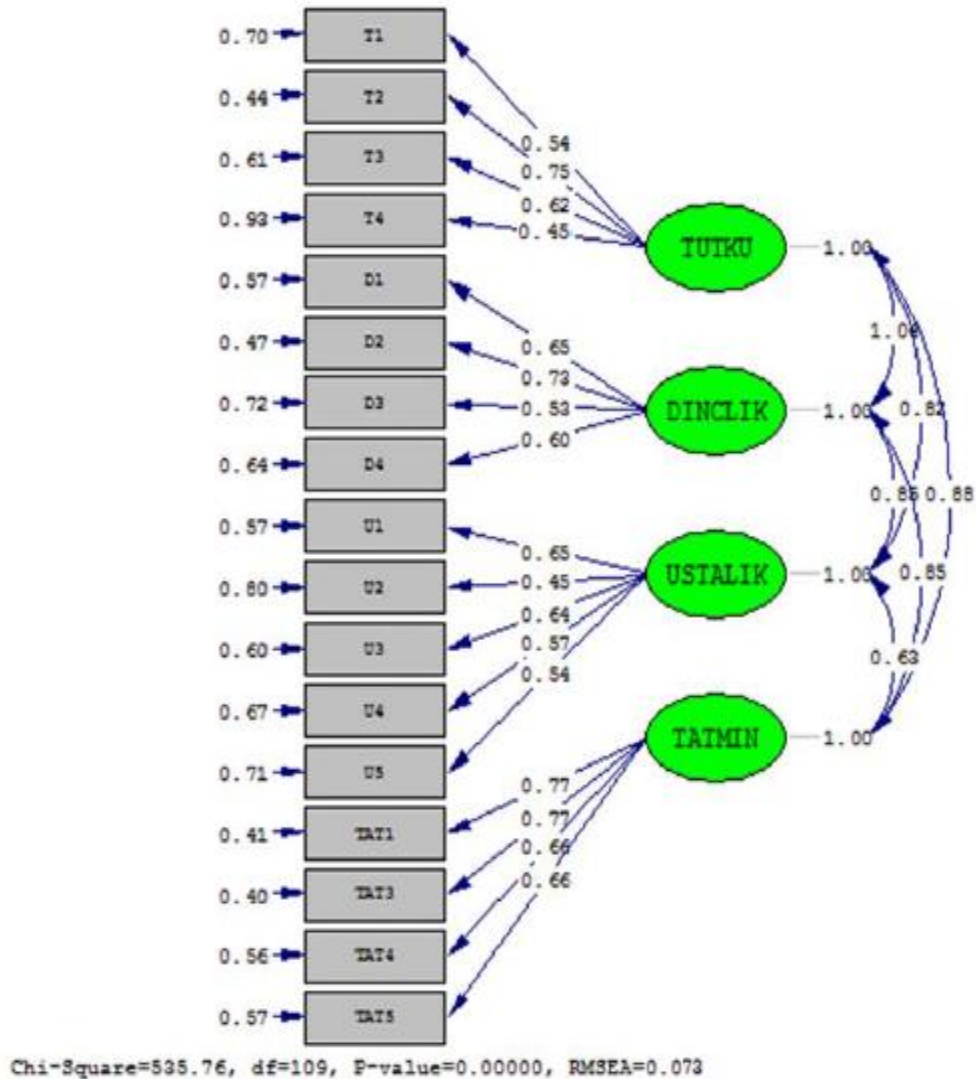 0.70 T1
0.44 T2
0.61 T3
0.93 T4
0.57 D1
0.47 D2
0.72 D3
0.64 D4
0.57 U1
0.80 U2
0.60 U3
0.67 U4
0.71 U5
0.41 TAT1
0.40 TAT3
0.56 TAT4
0.57 TAT5
0.54
0.75
0.62
0.45
0.65
0.73
0.53
0.60
0.65
0.45
0.64
0.57
0.54
0.77
0.77
0.66
0.66
TUTKU 1.00
DINCLIK 1.00
USTALIK 1.00
TATMIN 1.00
0.82
0.88
0.85
0.63
Chi-Square=535.76, df=109, P-value=0.00000, RMSEA=0.073